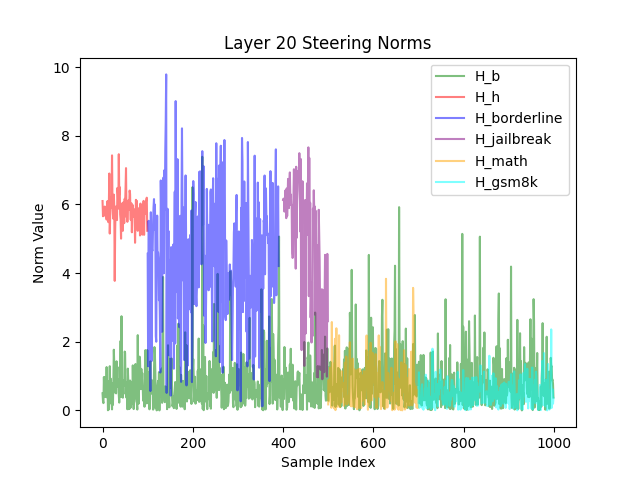 Layer 20 Steering Norms
Norm Value
10
8
6
4
2
0
H_b
H_h
H_borderline
H_jailbreak
H_math
H_gsm8k
0
200
400
600
800
1000
Sample Index